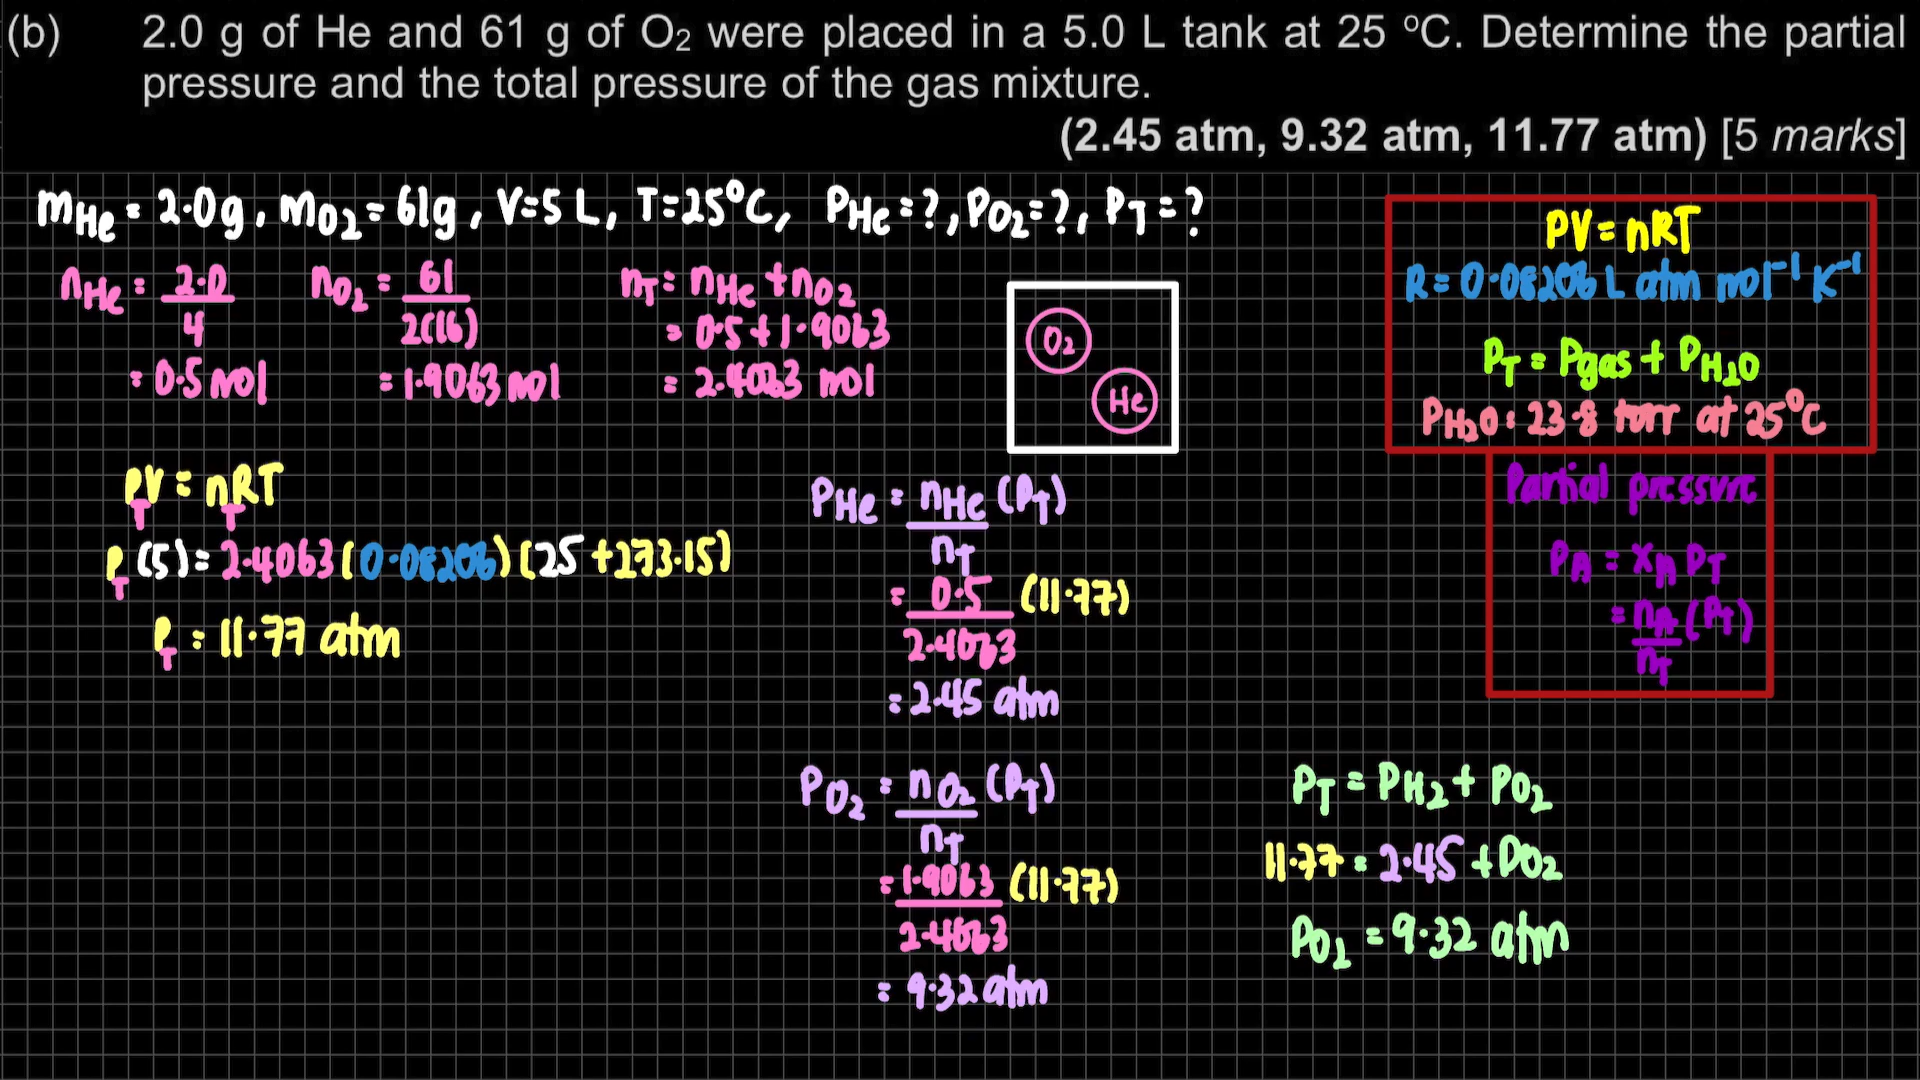 (b) 2.0 g of He and 61 g of O₂ were placed in a 5.0 L tank at 25 °C. Determine the partial
pressure and the total pressure of the gas mixture.
(2.45 atm, 9.32 atm, 11.77 atm) [5 marks]
mHe = 2.0g, mO₂ = 61g, V=5 L, T=25°C, PHe=?, PO₂=?, PT=?
nHe = 2.0/4
= 0.5 mol
nO₂ = 61/2(16)
= 1.9063 mol
nT = nHe + nO₂
= 0.5 + 1.9063
= 2.4063 mol
O₂
He
PV = nRT
R = 0.08206 L atm mol⁻¹ K⁻¹
PT = Pgas + PH₂O
PH₂O = 23.8 torr at 25°C
Partial pressure
PA = XA PT
= nA/nT (PT)
PTV = nTRT
PT (5) = 2.4063 (0.08206) (25 + 273.15)
PT = 11.77 atm
PHe = nHe/nT (PT)
= 0.5/2.4063 (11.77)
= 2.45 atm
PO₂ = nO₂/nT (PT)
= 1.9063/2.4063 (11.77)
= 9.32 atm
PT = PH₂ + PO₂
11.77 = 2.45 + PO₂
PO₂ = 9.32 atm